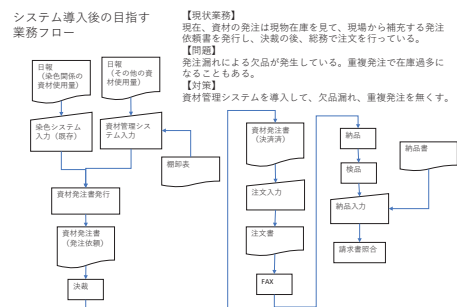 システム導入後の目指す
業務フロー
【現状業務】
現在、資材の発注は現物在庫を見て、現場から補充する発注
依頼書を発行し、決裁の後、総務で注文を行っている。
【問題】
発注漏れによる欠品が発生している。重複発注で在庫過多に
なることもある。
【対策】
資材管理システムを導入して、欠品漏れ、重複発注を無くす。
日報
（染色関係の
資材使用量）
日報
（その他の資
材使用量）
染色システム
入力（既存）
資材管理シス
テム入力
棚卸表
資材発注書発行
資材発注書
（発注依頼）
決裁
資材発注書
（決済済）
注文入力
注文書
FAX
納品
検品
納品書
納品入力
請求書照合